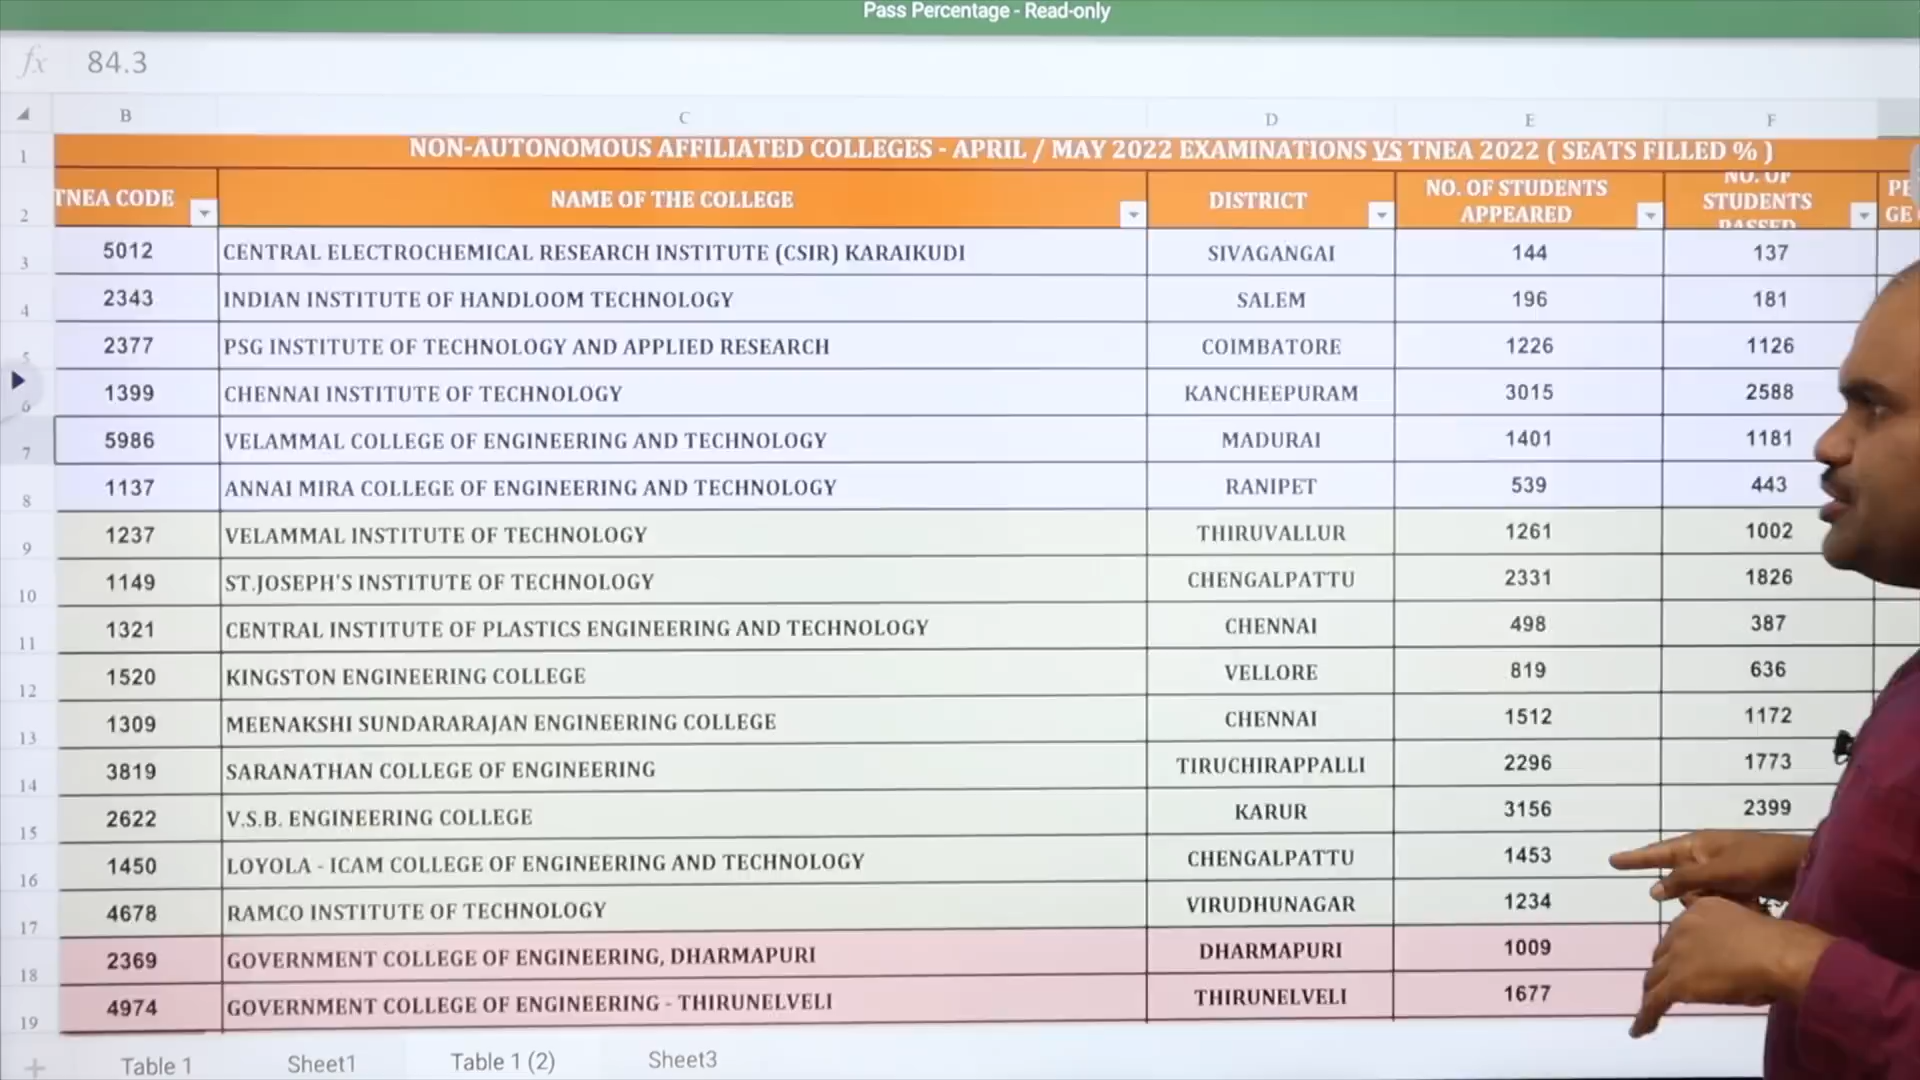 Pass Percentage - Read-only
fx 84.3
B C D E F
1 NON-AUTONOMOUS AFFILIATED COLLEGES - APRIL / MAY 2022 EXAMINATIONS VS TNEA 2022 ( SEATS FILLED % )
2 TNEA CODE NAME OF THE COLLEGE DISTRICT NO. OF STUDENTS APPEARED NO. OF STUDENTS PASSED
3 5012 CENTRAL ELECTROCHEMICAL RESEARCH INSTITUTE (CSIR) KARAIKUDI SIVAGANGAI 144 137
4 2343 INDIAN INSTITUTE OF HANDLOOM TECHNOLOGY SALEM 196 181
5 2377 PSG INSTITUTE OF TECHNOLOGY AND APPLIED RESEARCH COIMBATORE 1226 1126
6 1399 CHENNAI INSTITUTE OF TECHNOLOGY KANCHEEPURAM 3015 2588
7 5986 VELAMMAL COLLEGE OF ENGINEERING AND TECHNOLOGY MADURAI 1401 1181
8 1137 ANNAI MIRA COLLEGE OF ENGINEERING AND TECHNOLOGY RANIPET 539 443
9 1237 VELAMMAL INSTITUTE OF TECHNOLOGY THIRUVALLUR 1261 1002
10 1149 ST.JOSEPH'S INSTITUTE OF TECHNOLOGY CHENGALPATTU 2331 1826
11 1321 CENTRAL INSTITUTE OF PLASTICS ENGINEERING AND TECHNOLOGY CHENNAI 498 387
12 1520 KINGSTON ENGINEERING COLLEGE VELLORE 819 636
13 1309 MEENAKSHI SUNDARARAJAN ENGINEERING COLLEGE CHENNAI 1512 1172
14 3819 SARANATHAN COLLEGE OF ENGINEERING TIRUCHIRAPPALLI 2296 1773
15 2622 V.S.B. ENGINEERING COLLEGE KARUR 3156 2399
16 1450 LOYOLA - ICAM COLLEGE OF ENGINEERING AND TECHNOLOGY CHENGALPATTU 1453
17 4678 RAMCO INSTITUTE OF TECHNOLOGY VIRUDHUNAGAR 1234
18 2369 GOVERNMENT COLLEGE OF ENGINEERING, DHARMAPURI DHARMAPURI 1009
19 4974 GOVERNMENT COLLEGE OF ENGINEERING - THIRUNELVELI THIRUNELVELI 1677
Table 1 Sheet1 Table 1 (2) Sheet3